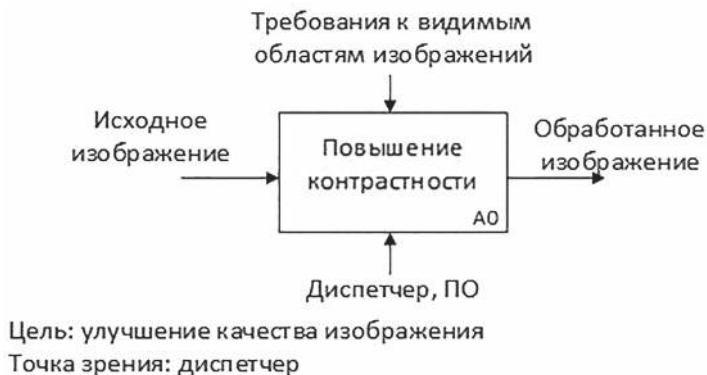 Требования к видимым
областям изображений
Исходное
изображение
Повышение
контрастности
A0
Обработанное
изображение
Диспетчер, ПО
Цель: улучшение качества изображения
Точка зрения: диспетчер